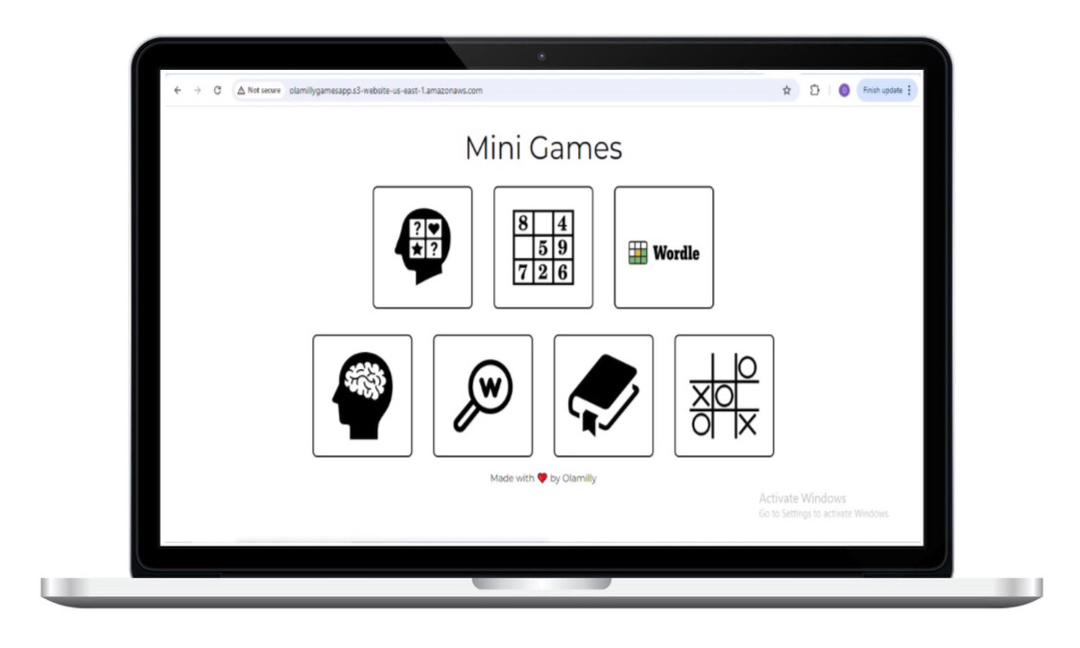 Not secure olamillygamesapp.s3-website-us-east-1.amazonaws.com Finish update
Mini Games
? 
?
8 4
5 9
7 2 6
Wordle
W
O
X O
O X
Made with ❤ by Olamilly
Activate Windows
Go to Settings to activate Windows.